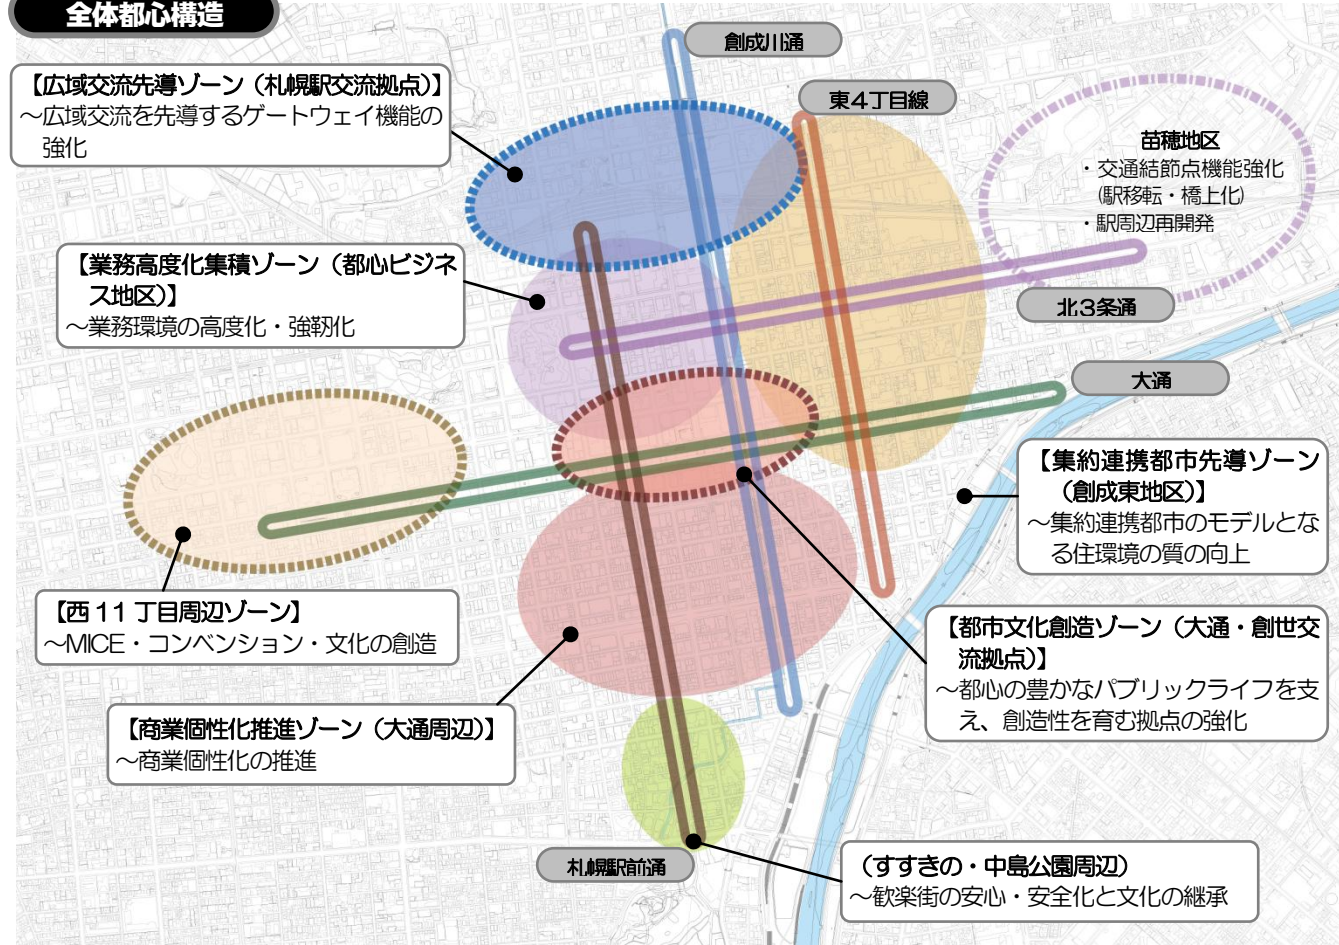 全体都心構造
創成川通
【広域交流先導ゾーン（札幌駅交流拠点）】
～広域交流を先導するゲートウェイ機能の
強化
東4丁目線
苗穂地区
・交通結節点機能強化
（駅移転・橋上化）
・駅周辺再開発
【業務高度化集積ゾーン（都心ビジネ
ス地区）】
～業務環境の高度化・強靭化
北3条通
大通
【集約連携都市先導ゾーン
（創成東地区）】
～集約連携都市のモデルとな
る住環境の質の向上
【西11丁目周辺ゾーン】
～MICE・コンベンション・文化の創造
【都市文化創造ゾーン（大通・創世交
流拠点）】
～都心の豊かなパブリックライフを支
え、創造性を育む拠点の強化
【商業個性化推進ゾーン（大通周辺）】
～商業個性化の推進
札幌駅前通
（すすきの・中島公園周辺）
～歓楽街の安心・安全化と文化の継承